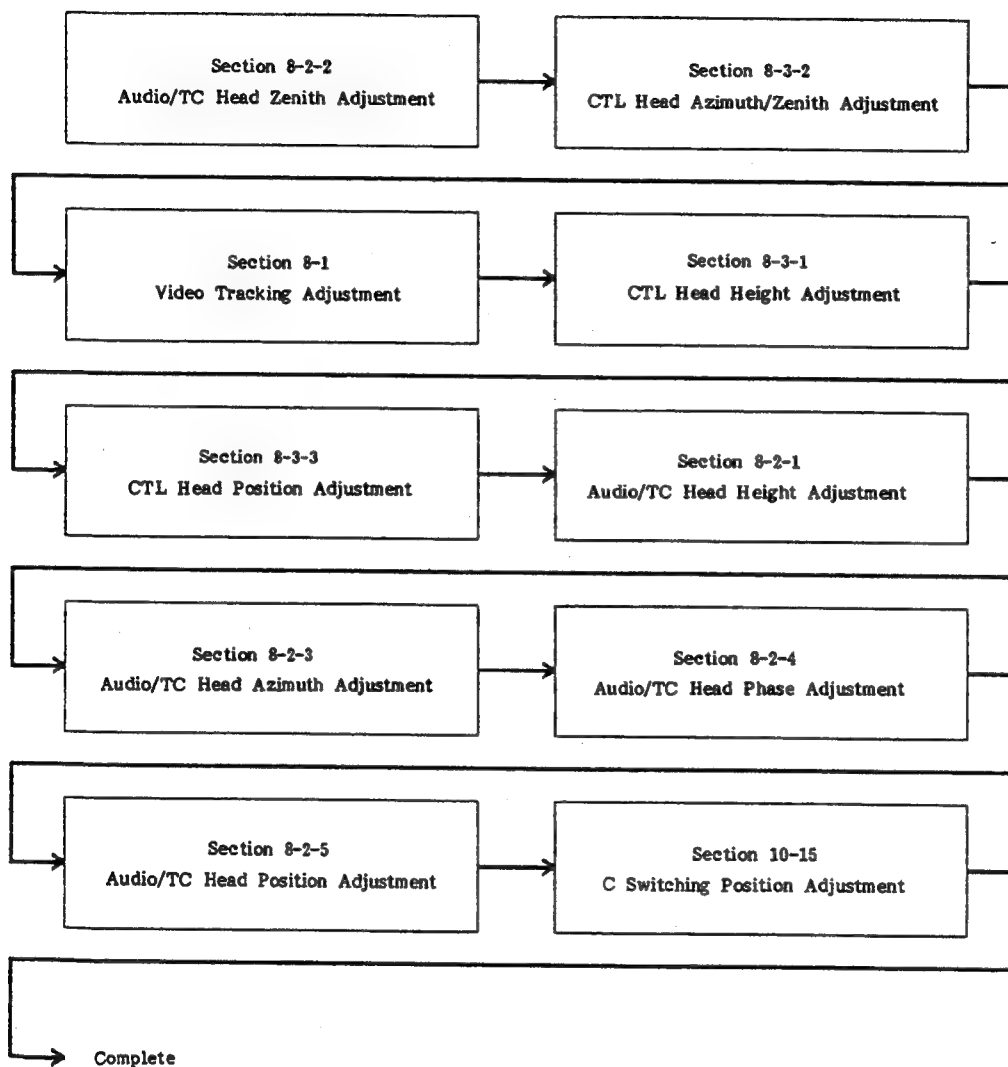 Section 8-2-2
Audio/TC Head Zenith Adjustment
Section 8-3-2
CTL Head Azimuth/Zenith Adjustment
Section 8-1
Video Tracking Adjustment
Section 8-3-1
CTL Head Height Adjustment
Section 8-3-3
CTL Head Position Adjustment
Section 8-2-1
Audio/TC Head Height Adjustment
Section 8-2-3
Audio/TC Head Azimuth Adjustment
Section 8-2-4
Audio/TC Head Phase Adjustment
Section 8-2-5
Audio/TC Head Position Adjustment
Section 10-15
C Switching Position Adjustment
Complete